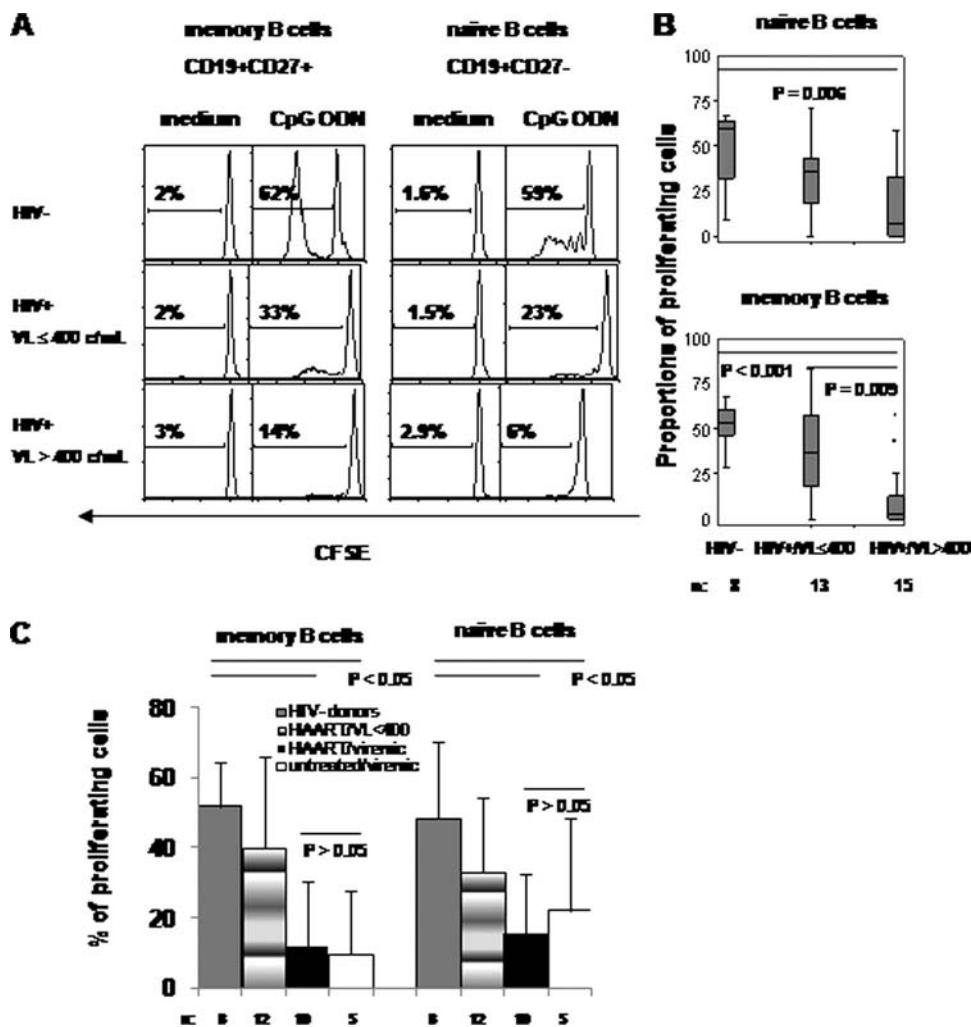 A
memory B cells
naïve B cells
CD19+CD27+
CD19+CD27-
medium
CpG ODN
medium
CpG ODN
HIV-
2%
62%
1.6%
59%
HIV+
VL ≤ 400 c/mL
2%
33%
1.5%
23%
HIV+
VL > 400 c/mL
3%
14%
2.9%
6%
CFSE
B
naïve B cells
Proportions of proliferating cells
100
75
50
25
0
P = 0.006
memory B cells
100
75
50
25
0
P < 0.001
P = 0.009
HIV-
HIV+/VL≤400
HIV+/VL>400
n:
8
13
15
C
memory B cells
naïve B cells
P < 0.05
P < 0.05
% of proliferating cells
80
60
40
20
0
HIV- donors
HAART/VL<400
HAART/viremic
untreated/viremic
P > 0.05
P > 0.05
n:
8
12
10
5
8
12
10
5